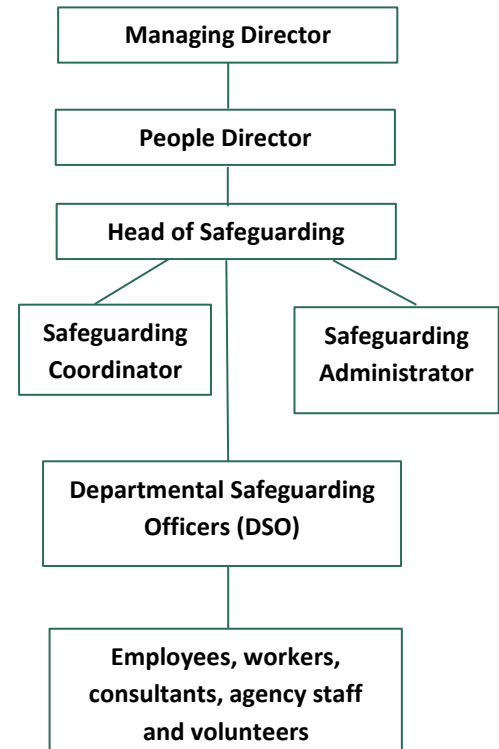 Managing Director
People Director
Head of Safeguarding
Safeguarding
Coordinator
Safeguarding
Administrator
Departmental Safeguarding
Officers (DSO)
Employees, workers,
consultants, agency staff
and volunteers